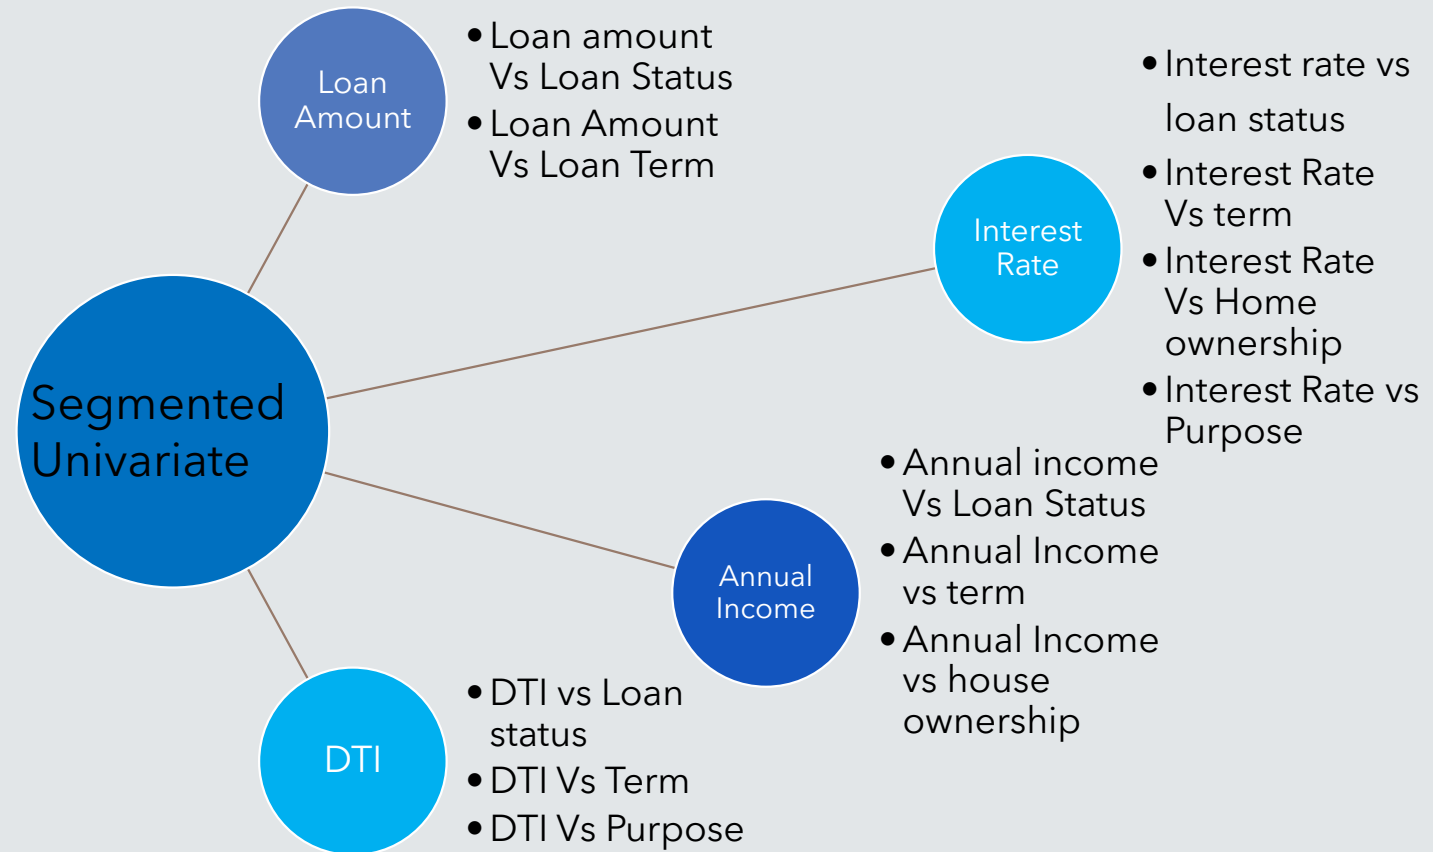 Segmented
Univariate
Loan
Amount
•Loan amount
Vs Loan Status
•Loan Amount
Vs Loan Term
Interest
Rate
•Interest rate vs
loan status
•Interest Rate
Vs term
•Interest Rate
Vs Home
ownership
•Interest Rate vs
Purpose
Annual
Income
•Annual income
Vs Loan Status
•Annual Income
vs term
•Annual Income
vs house
ownership
DTI
•DTI vs Loan
status
•DTI Vs Term
•DTI Vs Purpose